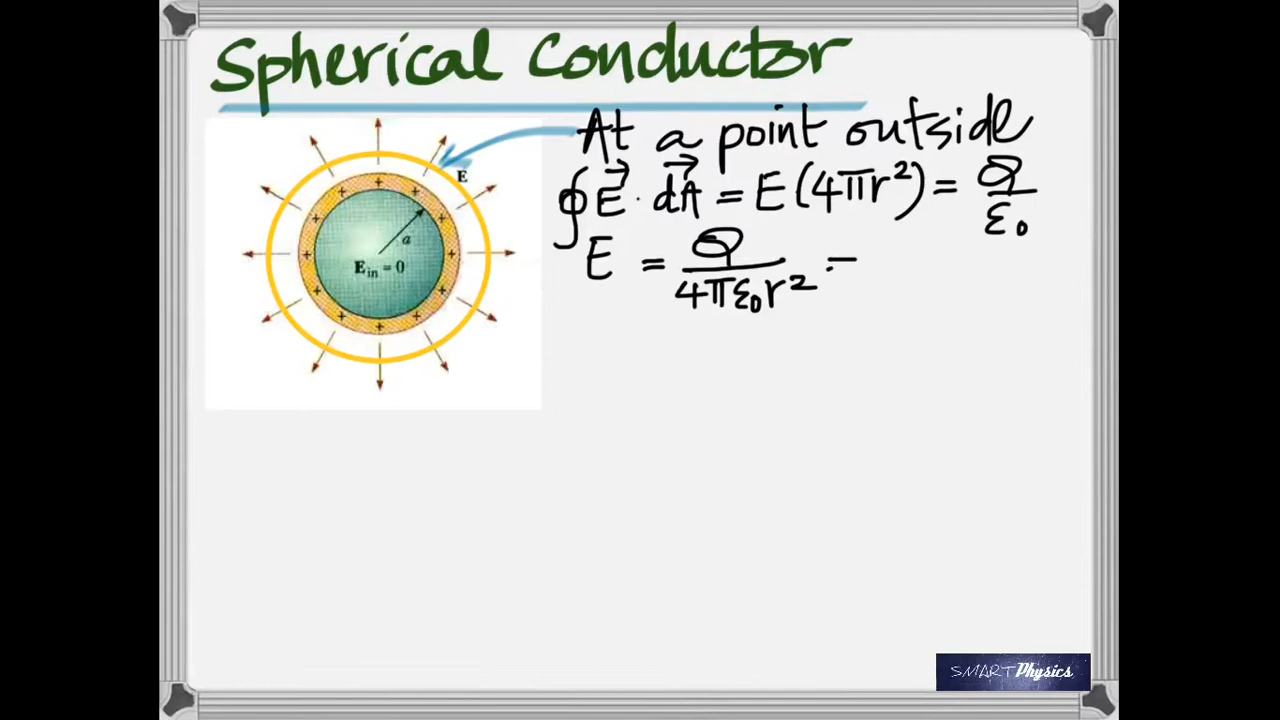 Spherical Conductor
At a point outside
∮E⃗ · dA⃗ = E(4πr²) = Q/ε₀
E = Q/4πε₀r² =
E
a
E_in = 0
+ + + + + + + + + + + +
SMARTPhysics